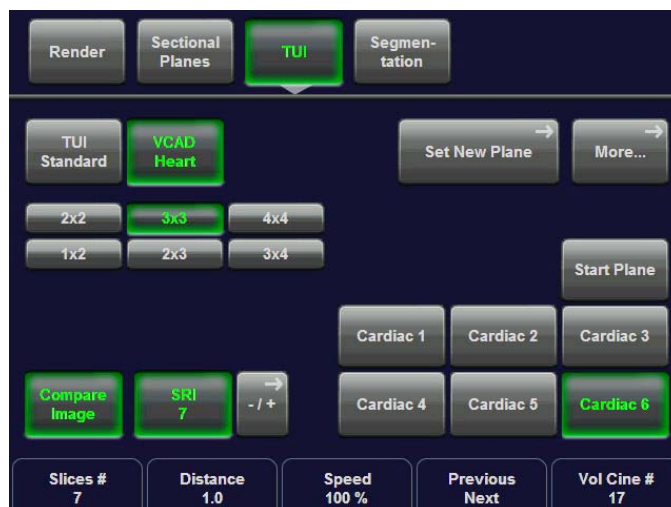 Render
Sectional
Planes
TUI
Segmen-
tation
TUI
Standard
VCAD
Heart
Set New Plane
More...
2x2
3x3
4x4
1x2
2x3
3x4
Start Plane
Cardiac 1
Cardiac 2
Cardiac 3
Compare
Image
SRI
7
- / +
Cardiac 4
Cardiac 5
Cardiac 6
Slices #
7
Distance
1.0
Speed
100 %
Previous
Next
Vol Cine #
17